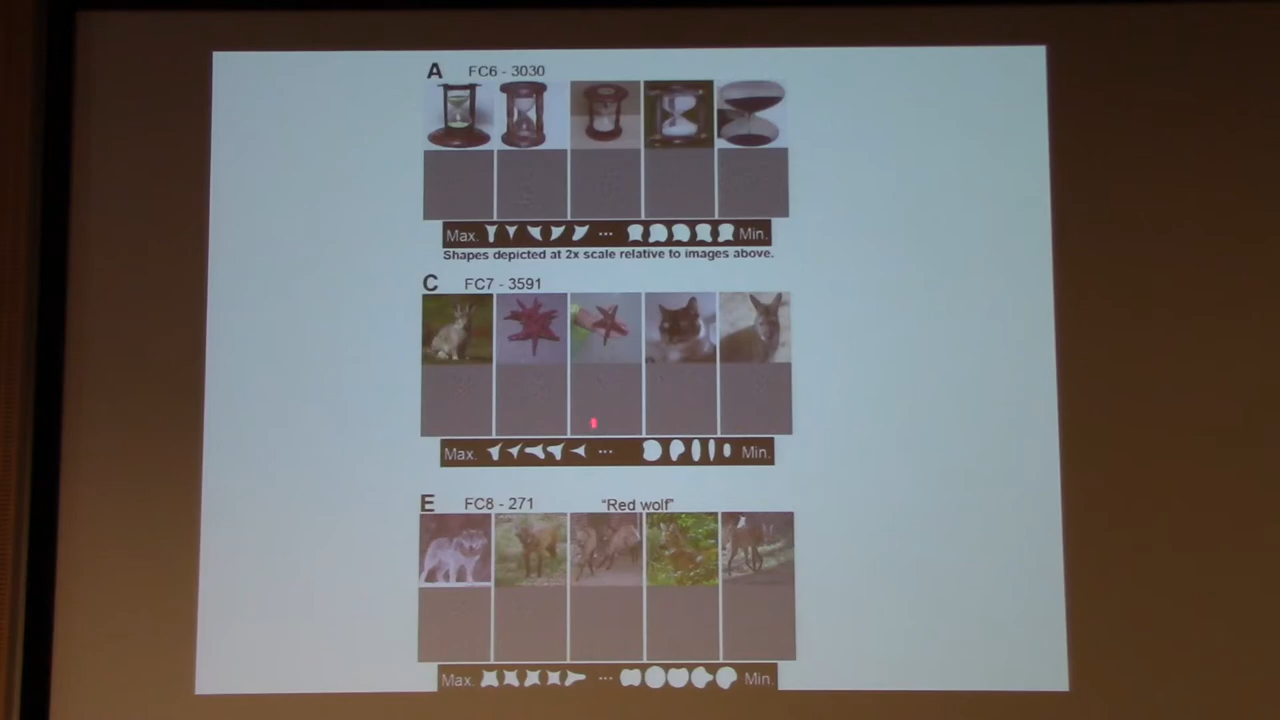 A FC6 - 3030
Max. ... Min.
Shapes depicted at 2x scale relative to images above.
C FC7 - 3591
Max. ... Min.
E FC8 - 271 "Red wolf"
Max. ... Min.